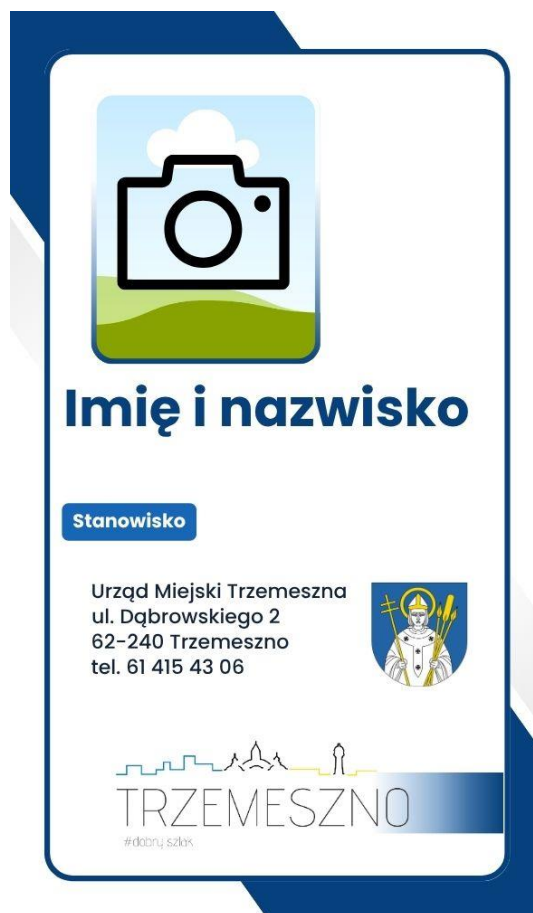 Imię i nazwisko
Stanowisko
Urząd Miejski Trzemeszna
ul. Dąbrowskiego 2
62-240 Trzemeszno
tel. 61 415 43 06
TRZEMESZNO
#dobry szlak